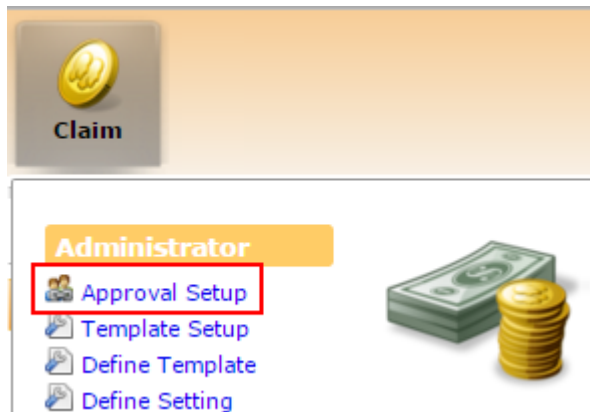 Claim
Administrator
Approval Setup
Template Setup
Define Template
Define Setting